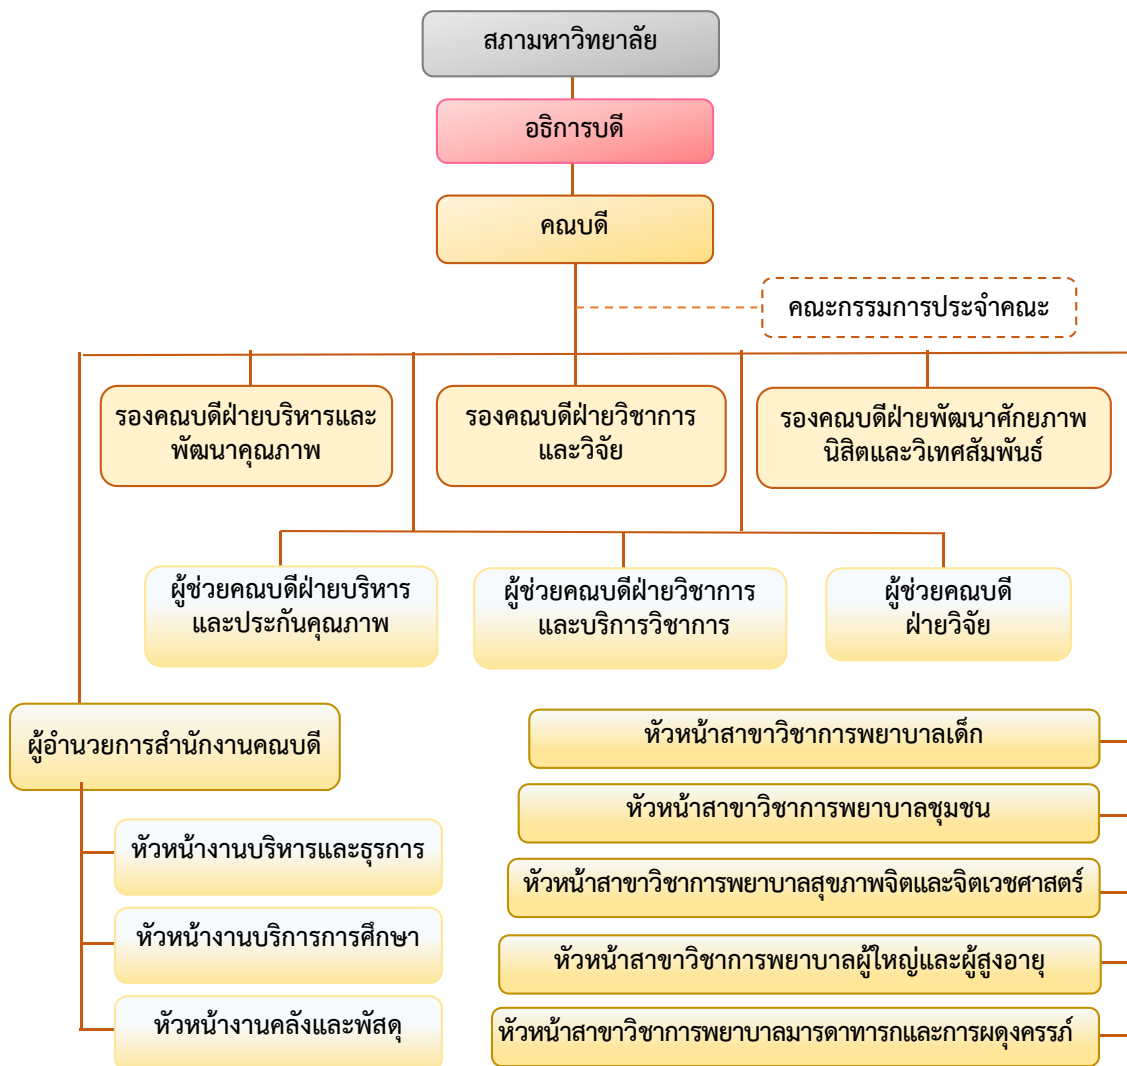 สภามหาวิทยาลัย
อธิการบดี
คณบดี
คณะกรรมการประจำคณะ
รองคณบดีฝ่ายบริหารและ
พัฒนาคุณภาพ
รองคณบดีฝ่ายวิชาการ
และวิจัย
รองคณบดีฝ่ายพัฒนาศักยภาพ
นิสิตและวิเทศสัมพันธ์
ผู้ช่วยคณบดีฝ่ายบริหาร
และประกันคุณภาพ
ผู้ช่วยคณบดีฝ่ายวิชาการ
และบริการวิชาการ
ผู้ช่วยคณบดี
ฝ่ายวิจัย
ผู้อำนวยการสำนักงานคณบดี
หัวหน้างานบริหารและธุรการ
หัวหน้างานบริการการศึกษา
หัวหน้างานคลังและพัสดุ
หัวหน้าสาขาวิชาการพยาบาลเด็ก
หัวหน้าสาขาวิชาการพยาบาลชุมชน
หัวหน้าสาขาวิชาการพยาบาลสุขภาพจิตและจิตเวชศาสตร์
หัวหน้าสาขาวิชาการพยาบาลผู้ใหญ่และผู้สูงอายุ
หัวหน้าสาขาวิชาการพยาบาลมารดาทารกและการผดุงครรภ์